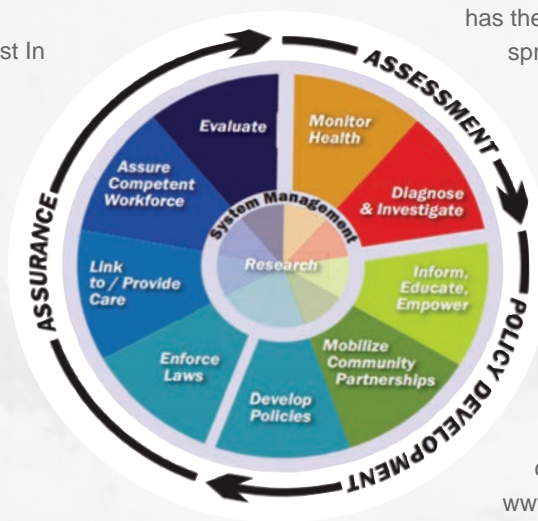 has the
st In
spr
ASSESSMENT
Monitor
Health
Diagnose
& Investigate
POLICY DEVELOPMENT
Inform,
Educate,
Empower
Mobilize
Community
Partnerships
Develop
Policies
ASSURANCE
Enforce
Laws
Link
to / Provide
Care
Assure
Competent
Workforce
Evaluate
System Management
Research
www